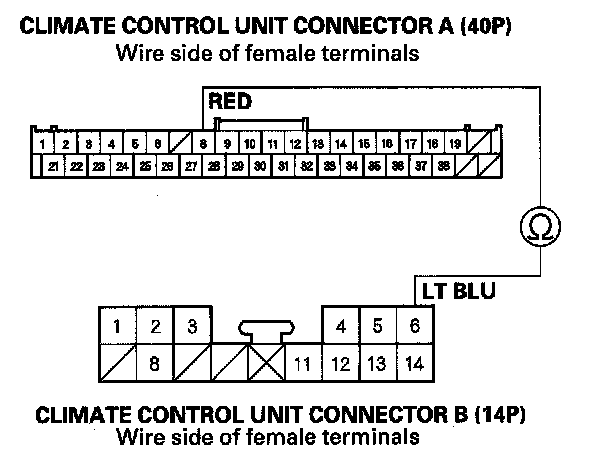 CLIMATE CONTROL UNIT CONNECTOR A (40P)
Wire side of female terminals
RED
1 2 3 4 5 6 8 9 10 11 12 13 14 15 16 17 18 19
21 22 23 24 25 26 27 28 29 30 31 32 33 34 35 36 37 38
Ω
LT BLU
1 2 3 4 5 6
8 11 12 13 14
CLIMATE CONTROL UNIT CONNECTOR B (14P)
Wire side of female terminals